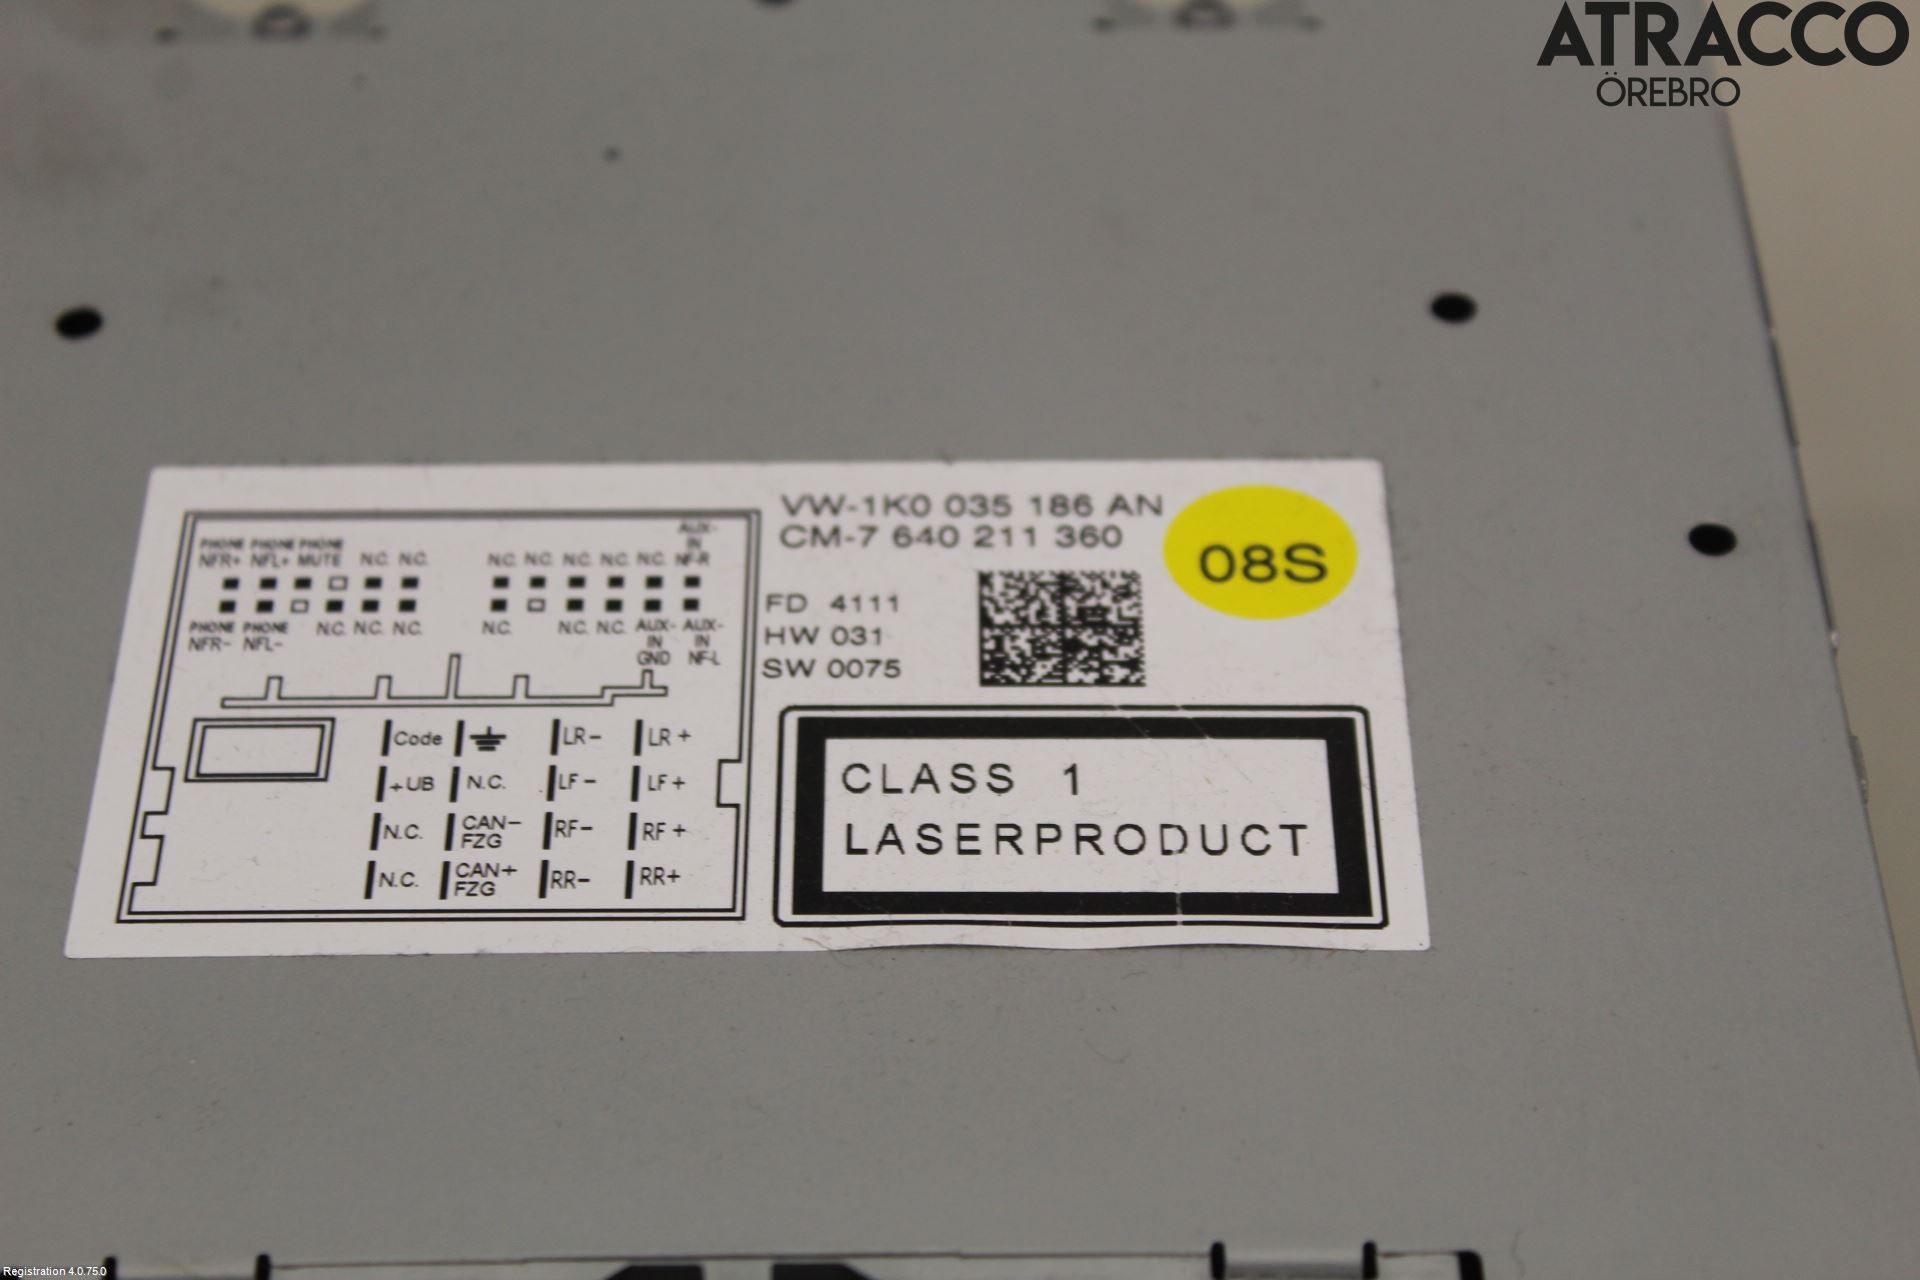 ATRACCO
ÖREBRO
VW-1K0 035 186 AN
CM-7 640 211 360
08S
FD 4111
HW 031
SW 0075
CLASS 1
LASERPRODUCT
PHONE PHONE PHONE AUX-
NFR+ NFL+ MUTE N.C. N.C. N.C. N.C. N.C. N.C. N.C. IN NF-R
PHONE PHONE N.C. N.C. N.C. N.C. N.C. N.C. AUX- AUX-
NFR- NFL- IN IN
GND NF-L
Code LR- LR+
+UB N.C. LF- LF+
N.C. CAN- FZG RF- RF+
N.C. CAN+ FZG RR- RR+
Registration 4.0.75.0